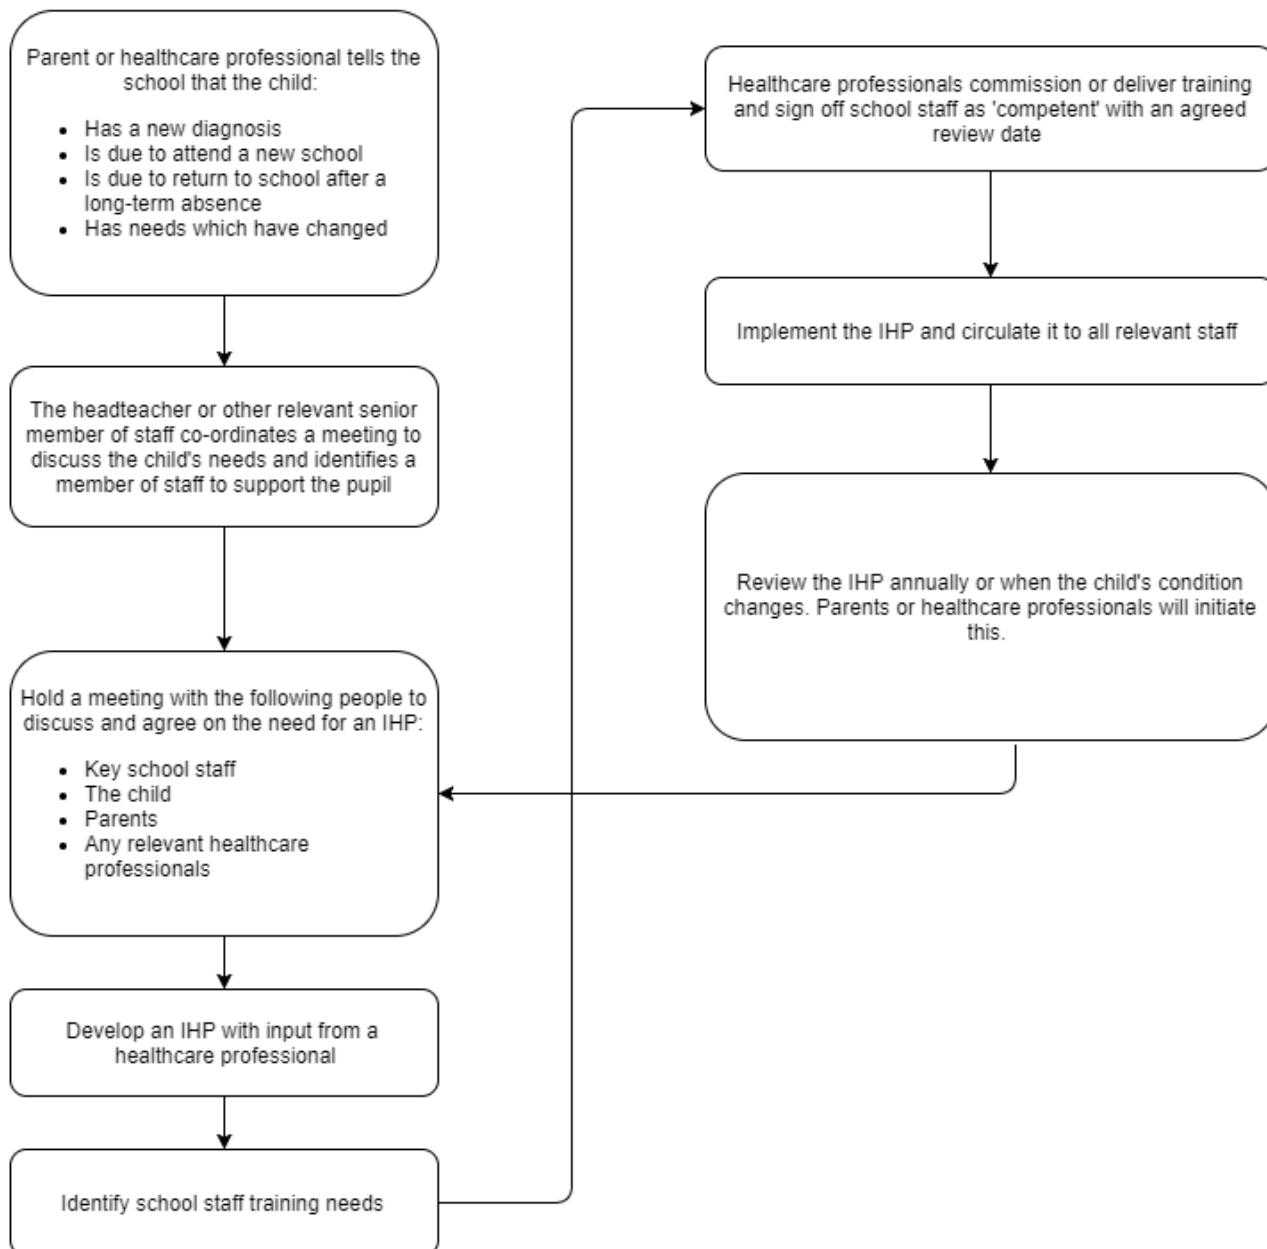 Parent or healthcare professional tells the
school that the child:
• Has a new diagnosis
• Is due to attend a new school
• Is due to return to school after a
long-term absence
• Has needs which have changed
The headteacher or other relevant senior
member of staff co-ordinates a meeting to
discuss the child's needs and identifies a
member of staff to support the pupil
Hold a meeting with the following people to
discuss and agree on the need for an IHP:
• Key school staff
• The child
• Parents
• Any relevant healthcare
professionals
Develop an IHP with input from a
healthcare professional
Identify school staff training needs
Healthcare professionals commission or deliver training
and sign off school staff as 'competent' with an agreed
review date
Implement the IHP and circulate it to all relevant staff
Review the IHP annually or when the child's condition
changes. Parents or healthcare professionals will initiate
this.